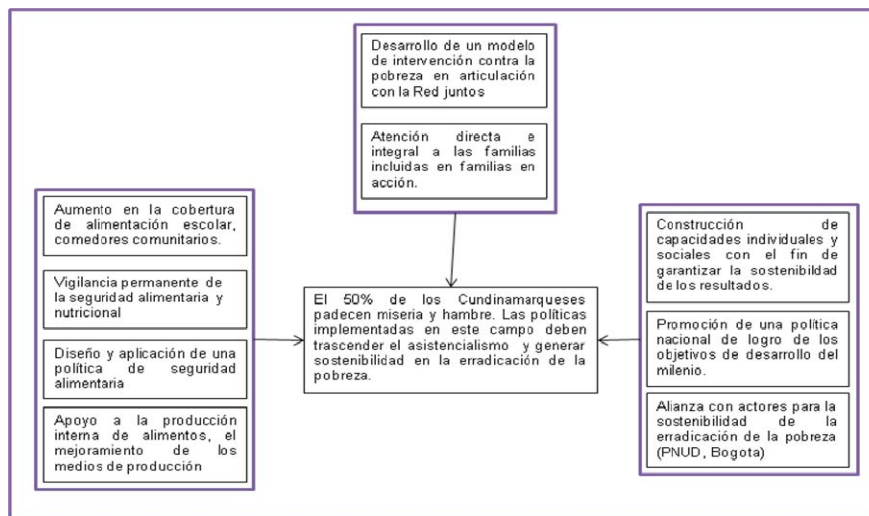 Desarrollo de un modelo
de intervención contra la
pobreza en articulación
con la Red juntos
Atención directa e
integral a las familias
incluidas en familias en
acción.
Aumento en la cobertura
de alimentación escolar,
comedores comunitarios.
Vigilancia permanente de
la seguridad alimentaria y
nutricional
Diseño y aplicación de una
política de seguridad
alimentaria
Apoyo a la producción
interna de alimentos, el
mejoramiento de los
medios de producción
El 50% de los Cundinamarqueses
padecen miseria y hambre. Las políticas
implementadas en este campo deben
trascender el asistencialismo y generar
sostenibilidad en la erradicación de la
pobreza.
Construcción de
capacidades individuales y
sociales con el fin de
garantizar la sostenibildad
de los resultados.
Promoción de una política
nacional de logro de los
objetivos de desarrollo del
milenio.
Alianza con actores para la
sostenibilidad de la
erradicación de la pobreza
(PNUD, Bogota)